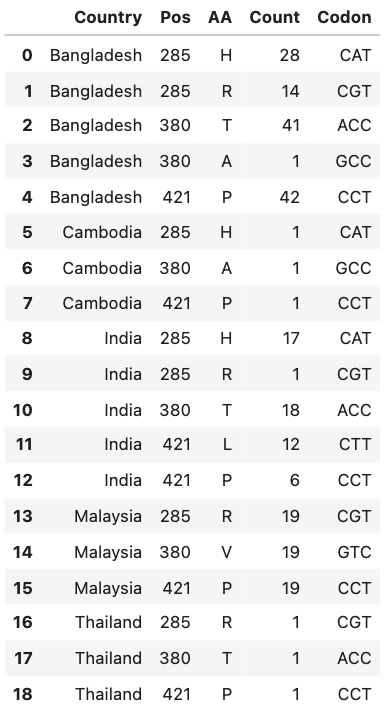 Country Pos AA Count Codon
0 Bangladesh 285 H 28 CAT
1 Bangladesh 285 R 14 CGT
2 Bangladesh 380 T 41 ACC
3 Bangladesh 380 A 1 GCC
4 Bangladesh 421 P 42 CCT
5 Cambodia 285 H 1 CAT
6 Cambodia 380 A 1 GCC
7 Cambodia 421 P 1 CCT
8 India 285 H 17 CAT
9 India 285 R 1 CGT
10 India 380 T 18 ACC
11 India 421 L 12 CTT
12 India 421 P 6 CCT
13 Malaysia 285 R 19 CGT
14 Malaysia 380 V 19 GTC
15 Malaysia 421 P 19 CCT
16 Thailand 285 R 1 CGT
17 Thailand 380 T 1 ACC
18 Thailand 421 P 1 CCT